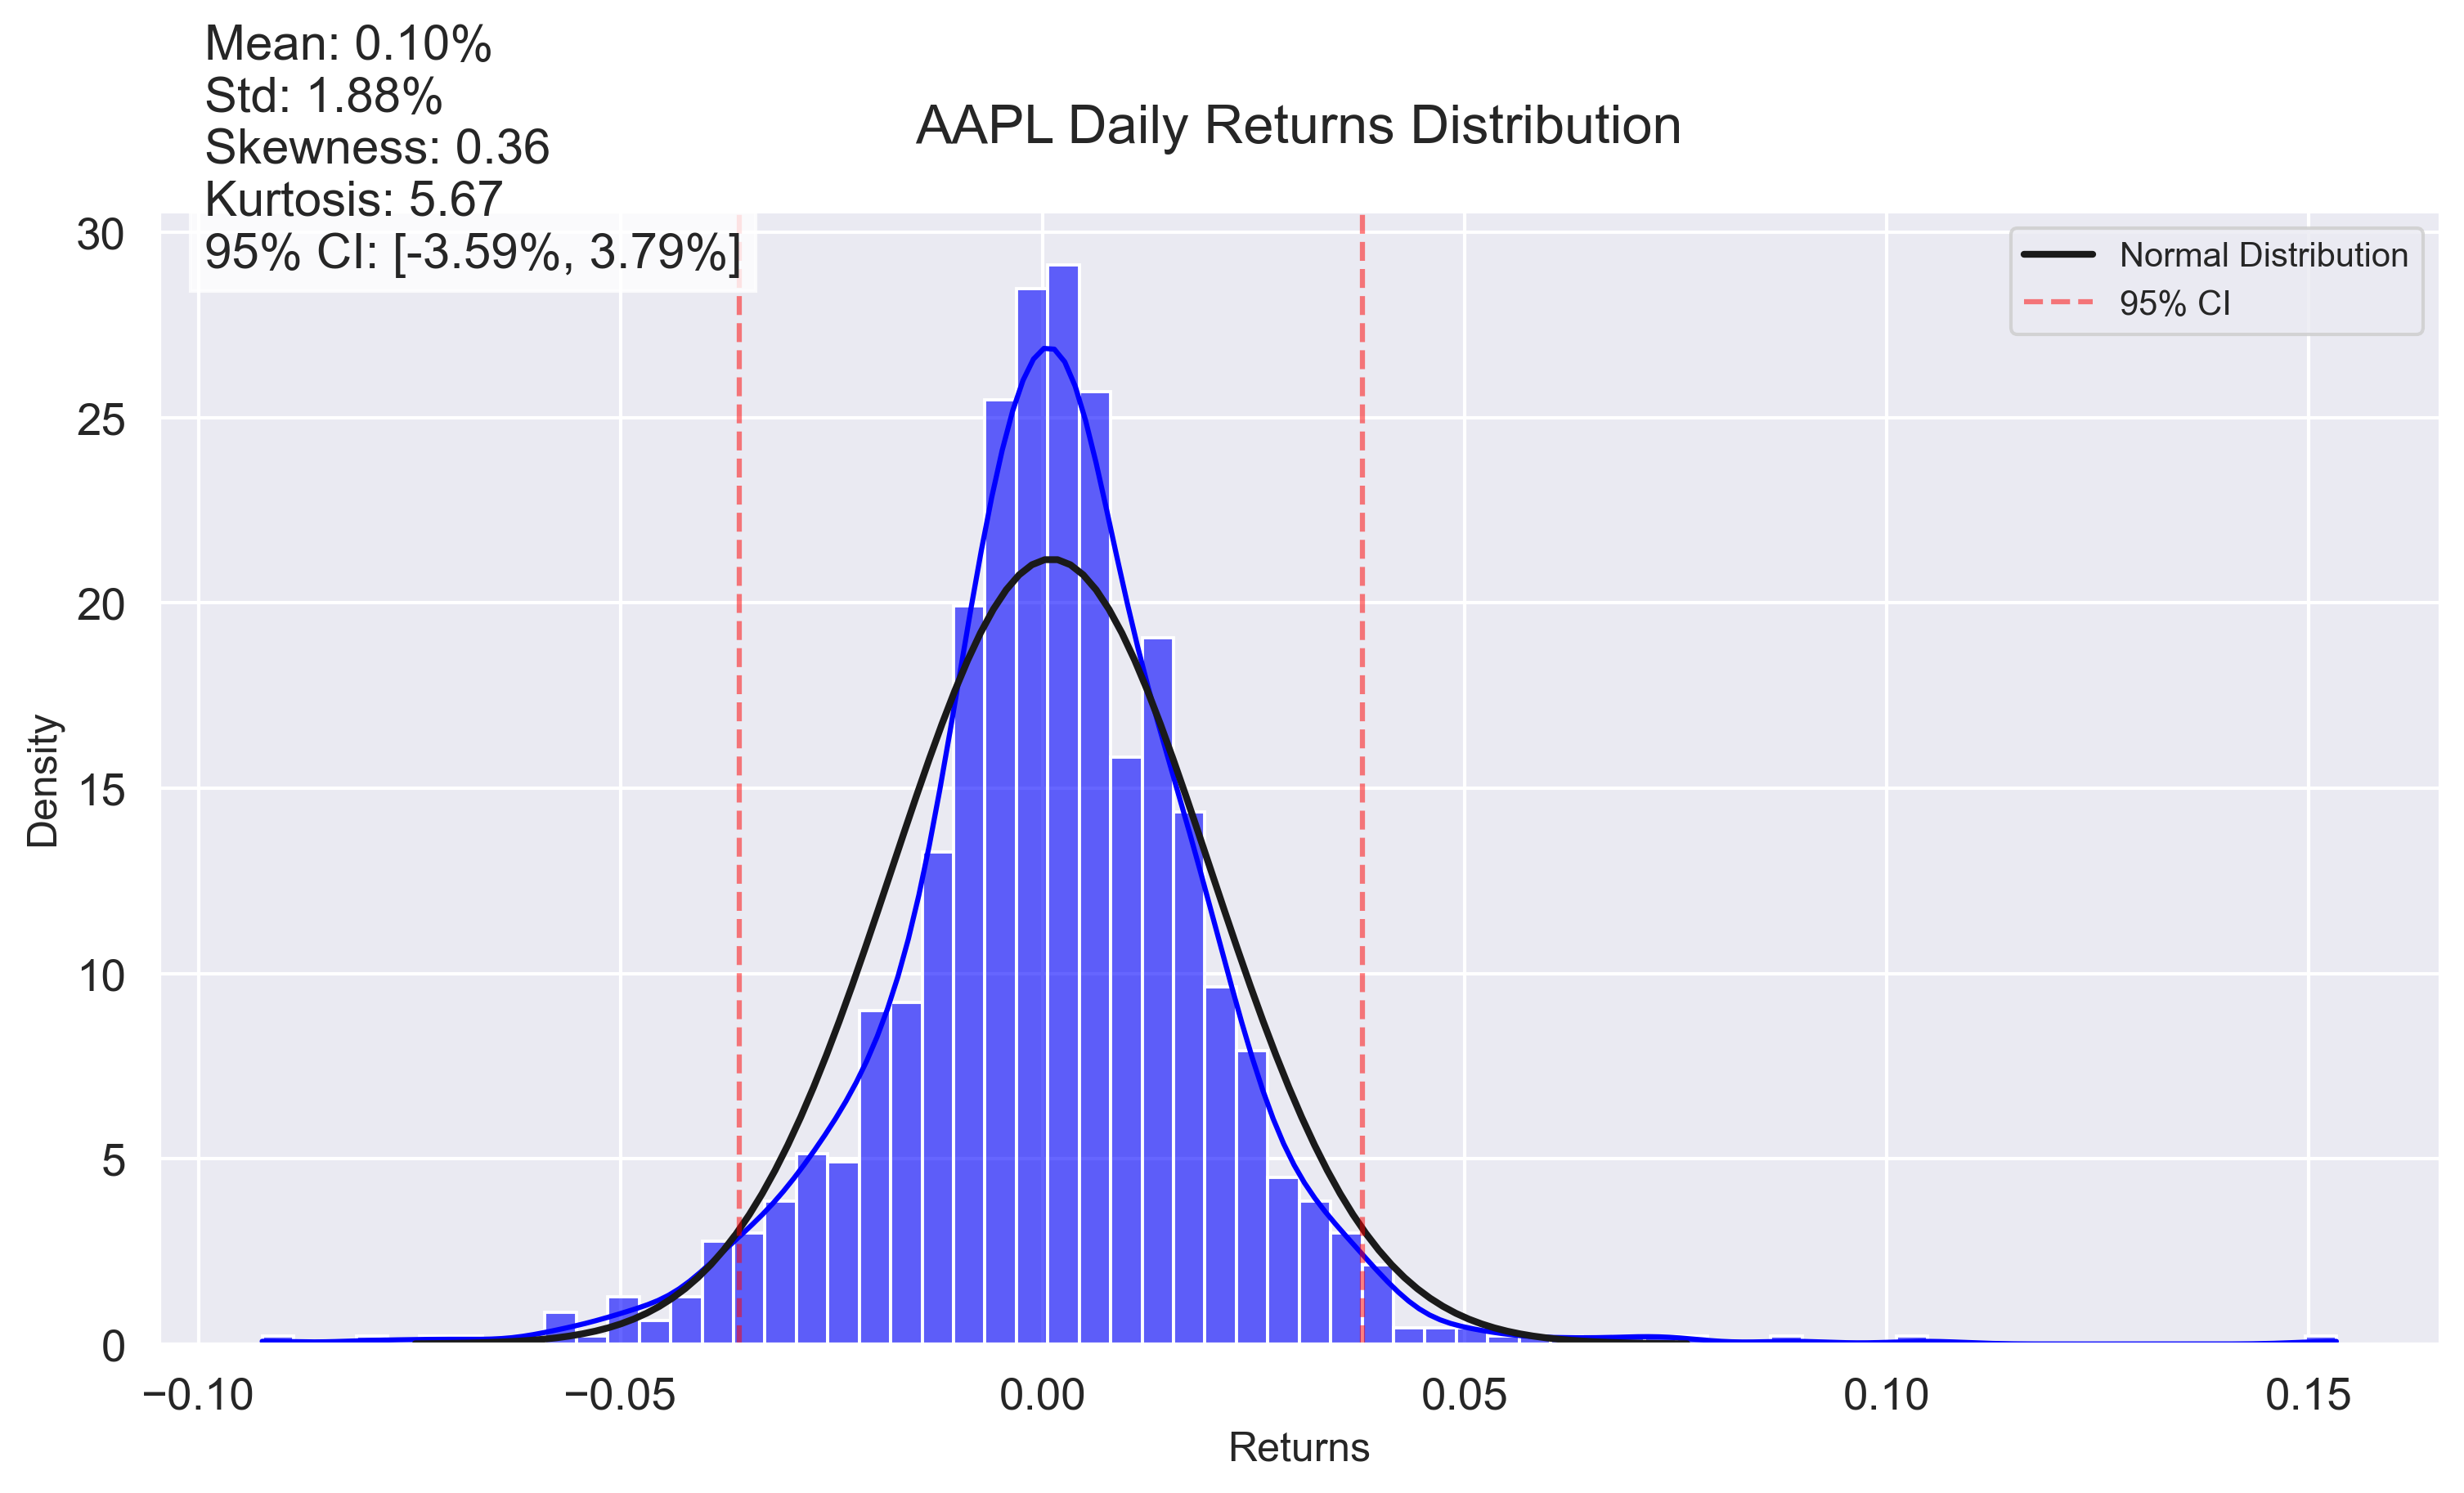 Mean: 0.10%
Std: 1.88%
Skewness: 0.36
Kurtosis: 5.67
95% CI: [-3.59%, 3.79%]
AAPL Daily Returns Distribution
Normal Distribution
95% CI
Density
30
25
20
15
10
5
0
−0.10
−0.05
0.00
0.05
0.10
0.15
Returns